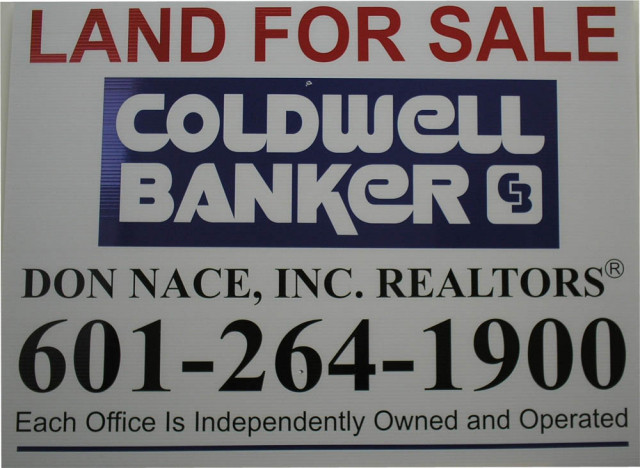 LAND FOR SALE
COLDWELL
BANKER CB
DON NACE, INC. REALTORS®
601-264-1900
Each Office Is Independently Owned and Operated